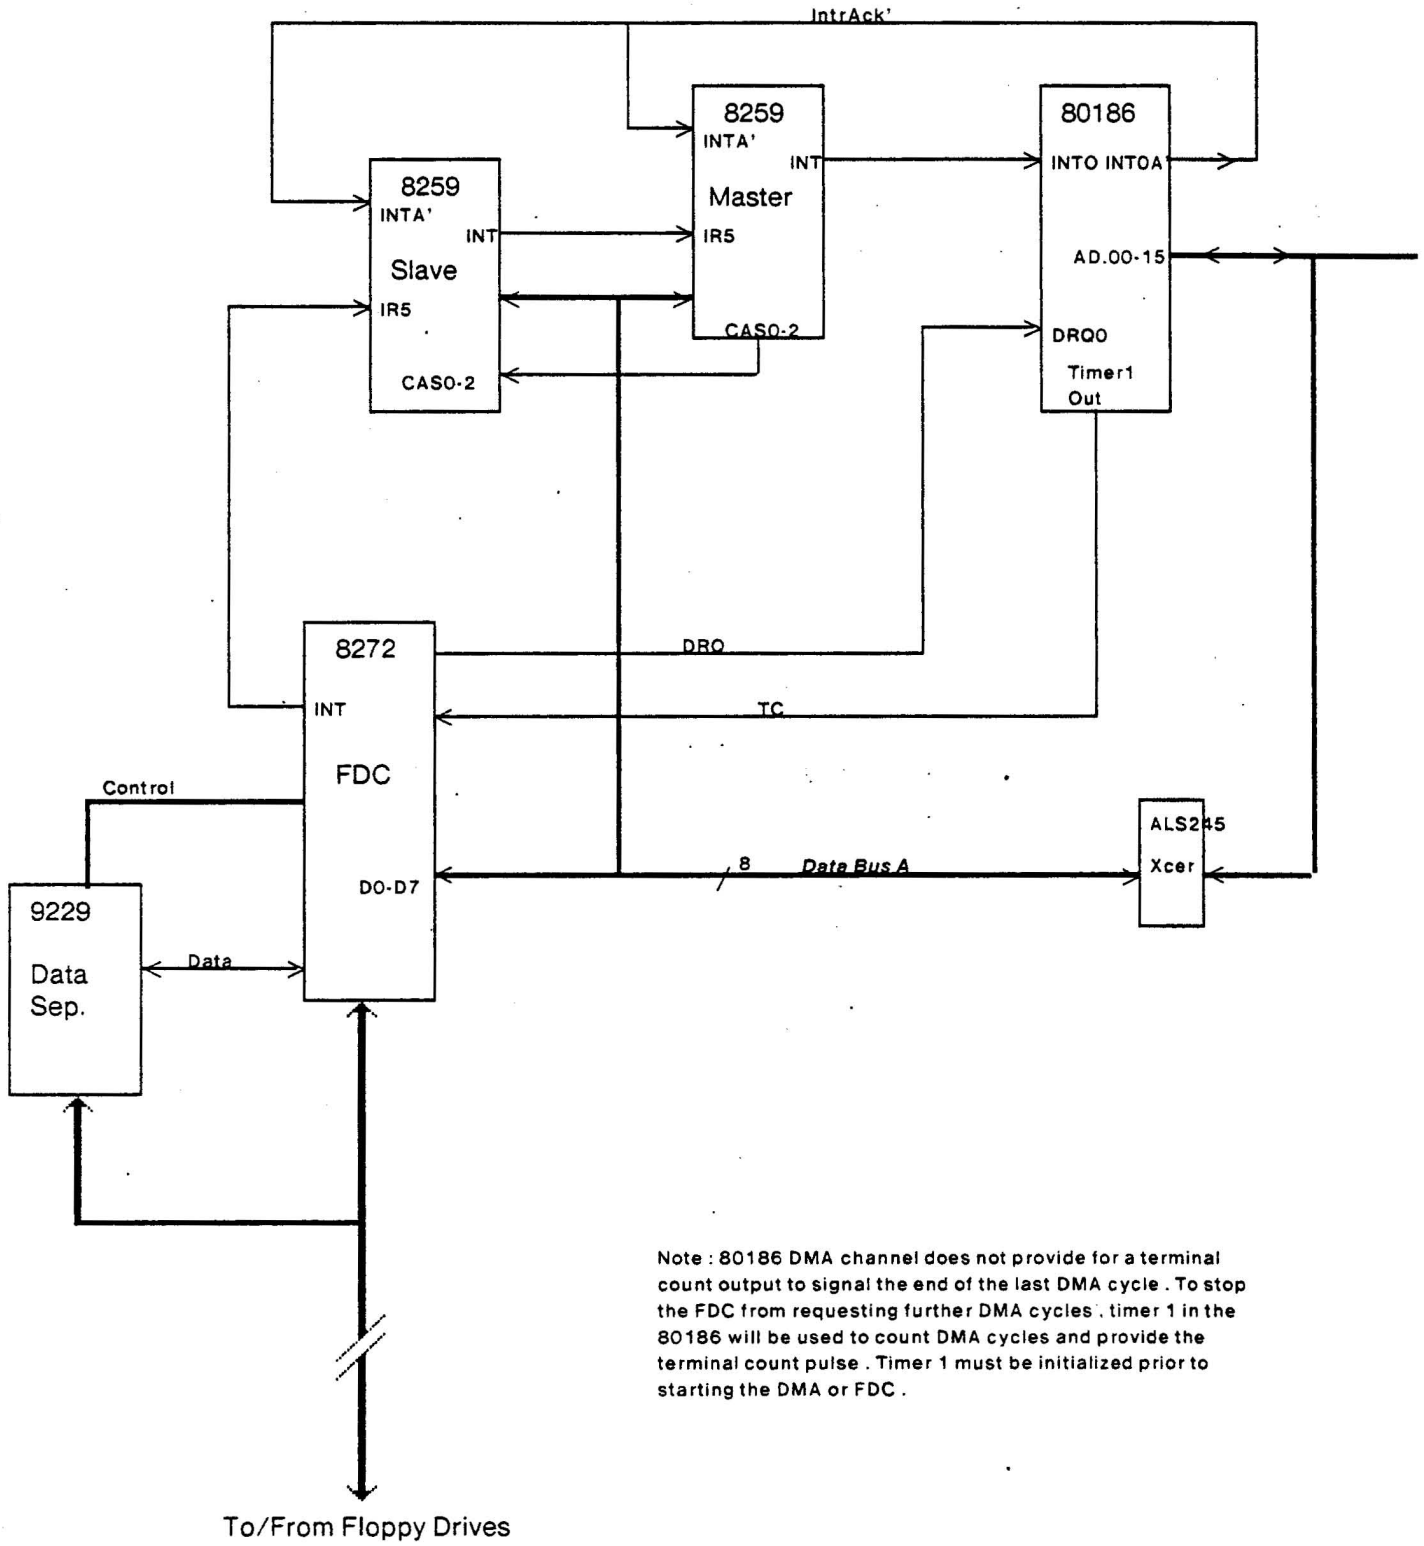 IntrAck'
8259
INTA'
INT
Master
IR5
CAS0-2
80186
INT0 INT0A'
AD.00-15
DRQ0
Timer1
Out
8259
INTA'
INT
Slave
IR5
CAS0-2
8272
DRQ
INT
TC
FDC
Control
D0-D7
8
Data Bus A
ALS245
Xcer
9229
Data
Sep.
Data
Note : 80186 DMA channel does not provide for a terminal
count output to signal the end of the last DMA cycle . To stop
the FDC from requesting further DMA cycles , timer 1 in the
80186 will be used to count DMA cycles and provide the
terminal count pulse . Timer 1 must be initialized prior to
starting the DMA or FDC .
To/From Floppy Drives